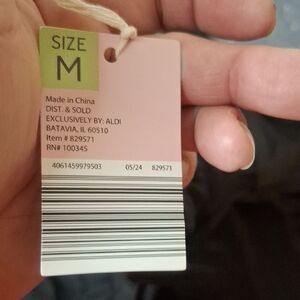 SIZE
M
Made in China
DIST. & SOLD
EXCLUSIVELY BY: ALDI
BATAVIA, IL 60510
Item # 829571
RN# 100345
4061459979503 05/24 829571